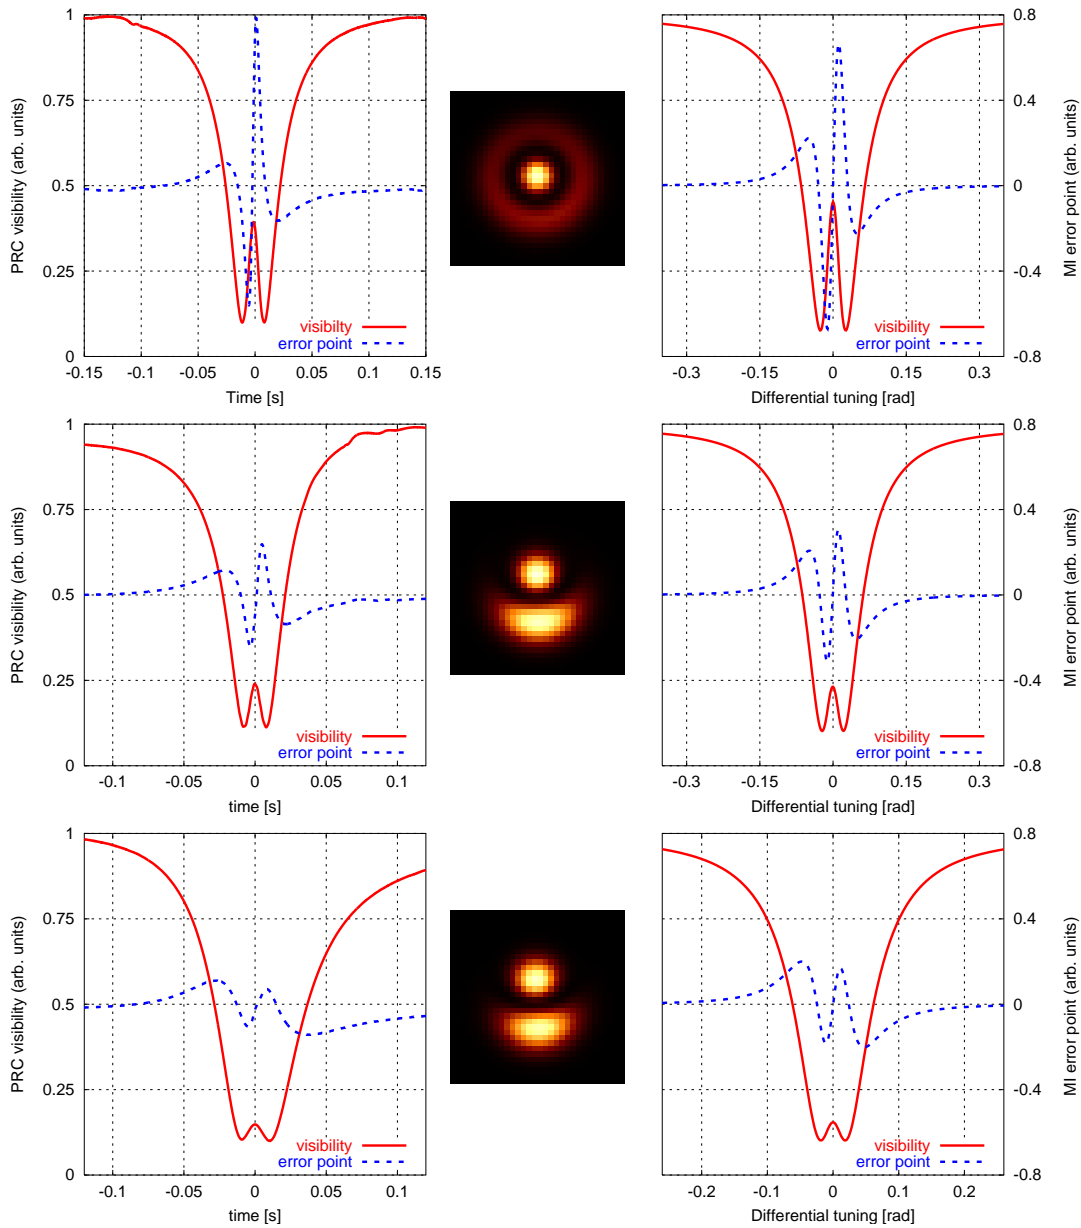 1
0.75
0.5
0.25
0
PRC visibility (arb. units)
-0.15 -0.1 -0.05 0 0.05 0.1 0.15
Time [s]
visibilty
error point
0.8
0.4
0
-0.4
-0.8
MI error point (arb. units)
-0.3 -0.15 0 0.15 0.3
Differential tuning [rad]
visibility
error point
1
0.75
0.5
0.25
0
PRC visibility (arb. units)
-0.1 -0.05 0 0.05 0.1
time [s]
visibility
error point
0.8
0.4
0
-0.4
-0.8
MI error point (arb. units)
-0.3 -0.15 0 0.15 0.3
Differential tuning [rad]
visibility
error point
1
0.75
0.5
0.25
0
PRC visibility (arb. units)
-0.1 -0.05 0 0.05 0.1
time [s]
visibility
error point
0.8
0.4
0
-0.4
-0.8
MI error point (arb. units)
-0.2 -0.1 0 0.1 0.2
Differential tuning [rad]
visibility
error point